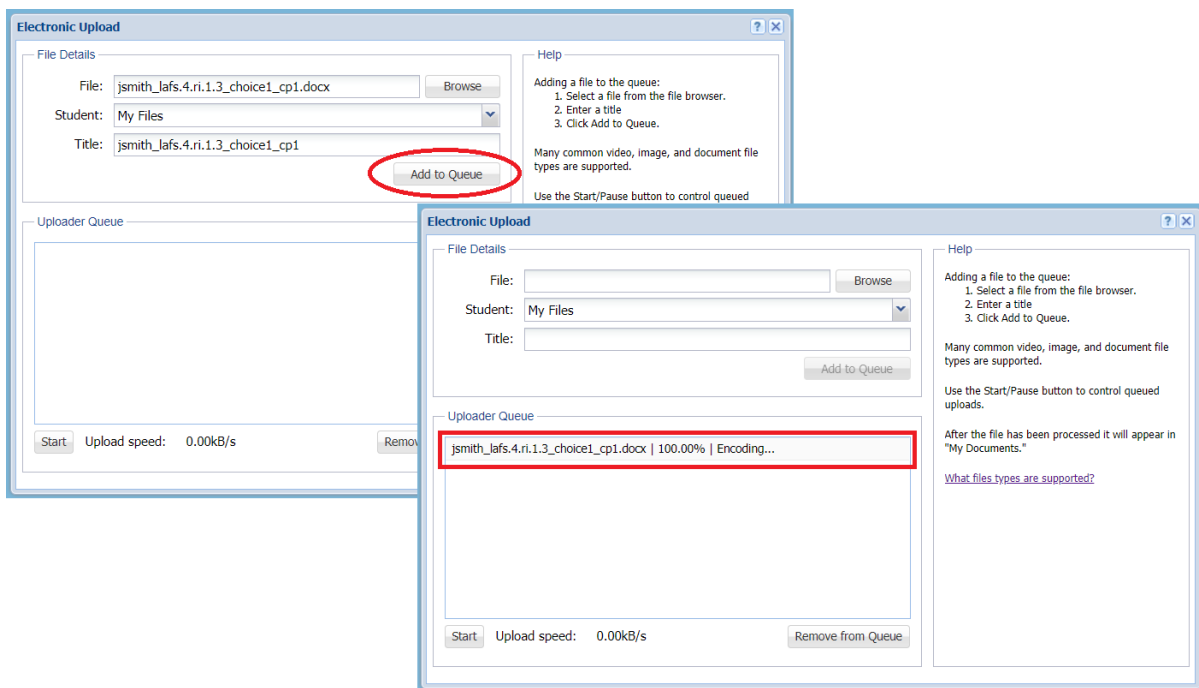 Electronic Upload
File Details
File: jsmith_lafs.4.ri.1.3_choice1_cp1.docx Browse
Student: My Files
Title: jsmith_lafs.4.ri.1.3_choice1_cp1
Add to Queue
Help
Adding a file to the queue:
1. Select a file from the file browser.
2. Enter a title
3. Click Add to Queue.
Many common video, image, and document file
types are supported.
Use the Start/Pause button to control queued
Uploader Queue
Start Upload speed: 0.00kB/s Remov
Electronic Upload
File Details
File: Browse
Student: My Files
Title:
Add to Queue
Uploader Queue
jsmith_lafs.4.ri.1.3_choice1_cp1.docx | 100.00% | Encoding...
Start Upload speed: 0.00kB/s Remove from Queue
Help
Adding a file to the queue:
1. Select a file from the file browser.
2. Enter a title
3. Click Add to Queue.
Many common video, image, and document file
types are supported.
Use the Start/Pause button to control queued
uploads.
After the file has been processed it will appear in
"My Documents."
What files types are supported?